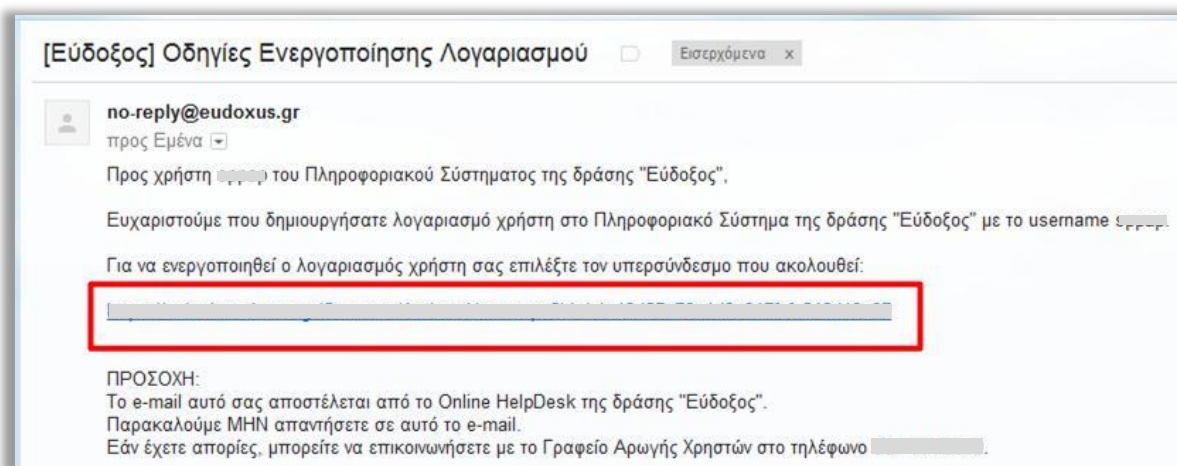 [Εύδοξος] Οδηγίες Ενεργοποίησης Λογαριασμού Εισερχόμενα x
no-reply@eudoxus.gr
προς Εμένα
Προς χρήστη του Πληροφοριακού Σύστηματος της δράσης "Εύδοξος",
Ευχαριστούμε που δημιουργήσατε λογαριασμό χρήστη στο Πληροφοριακό Σύστημα της δράσης "Εύδοξος" με το username
Για να ενεργοποιηθεί ο λογαριασμός χρήστη σας επιλέξτε τον υπερσύνδεσμο που ακολουθεί:
ΠΡΟΣΟΧΗ:
Το e-mail αυτό σας αποστέλεται από το Online HelpDesk της δράσης "Εύδοξος".
Παρακαλούμε ΜΗΝ απαντήσετε σε αυτό το e-mail.
Εάν έχετε απορίες, μπορείτε να επικοινωνήσετε με το Γραφείο Αρωγής Χρηστών στο τηλέφωνο .